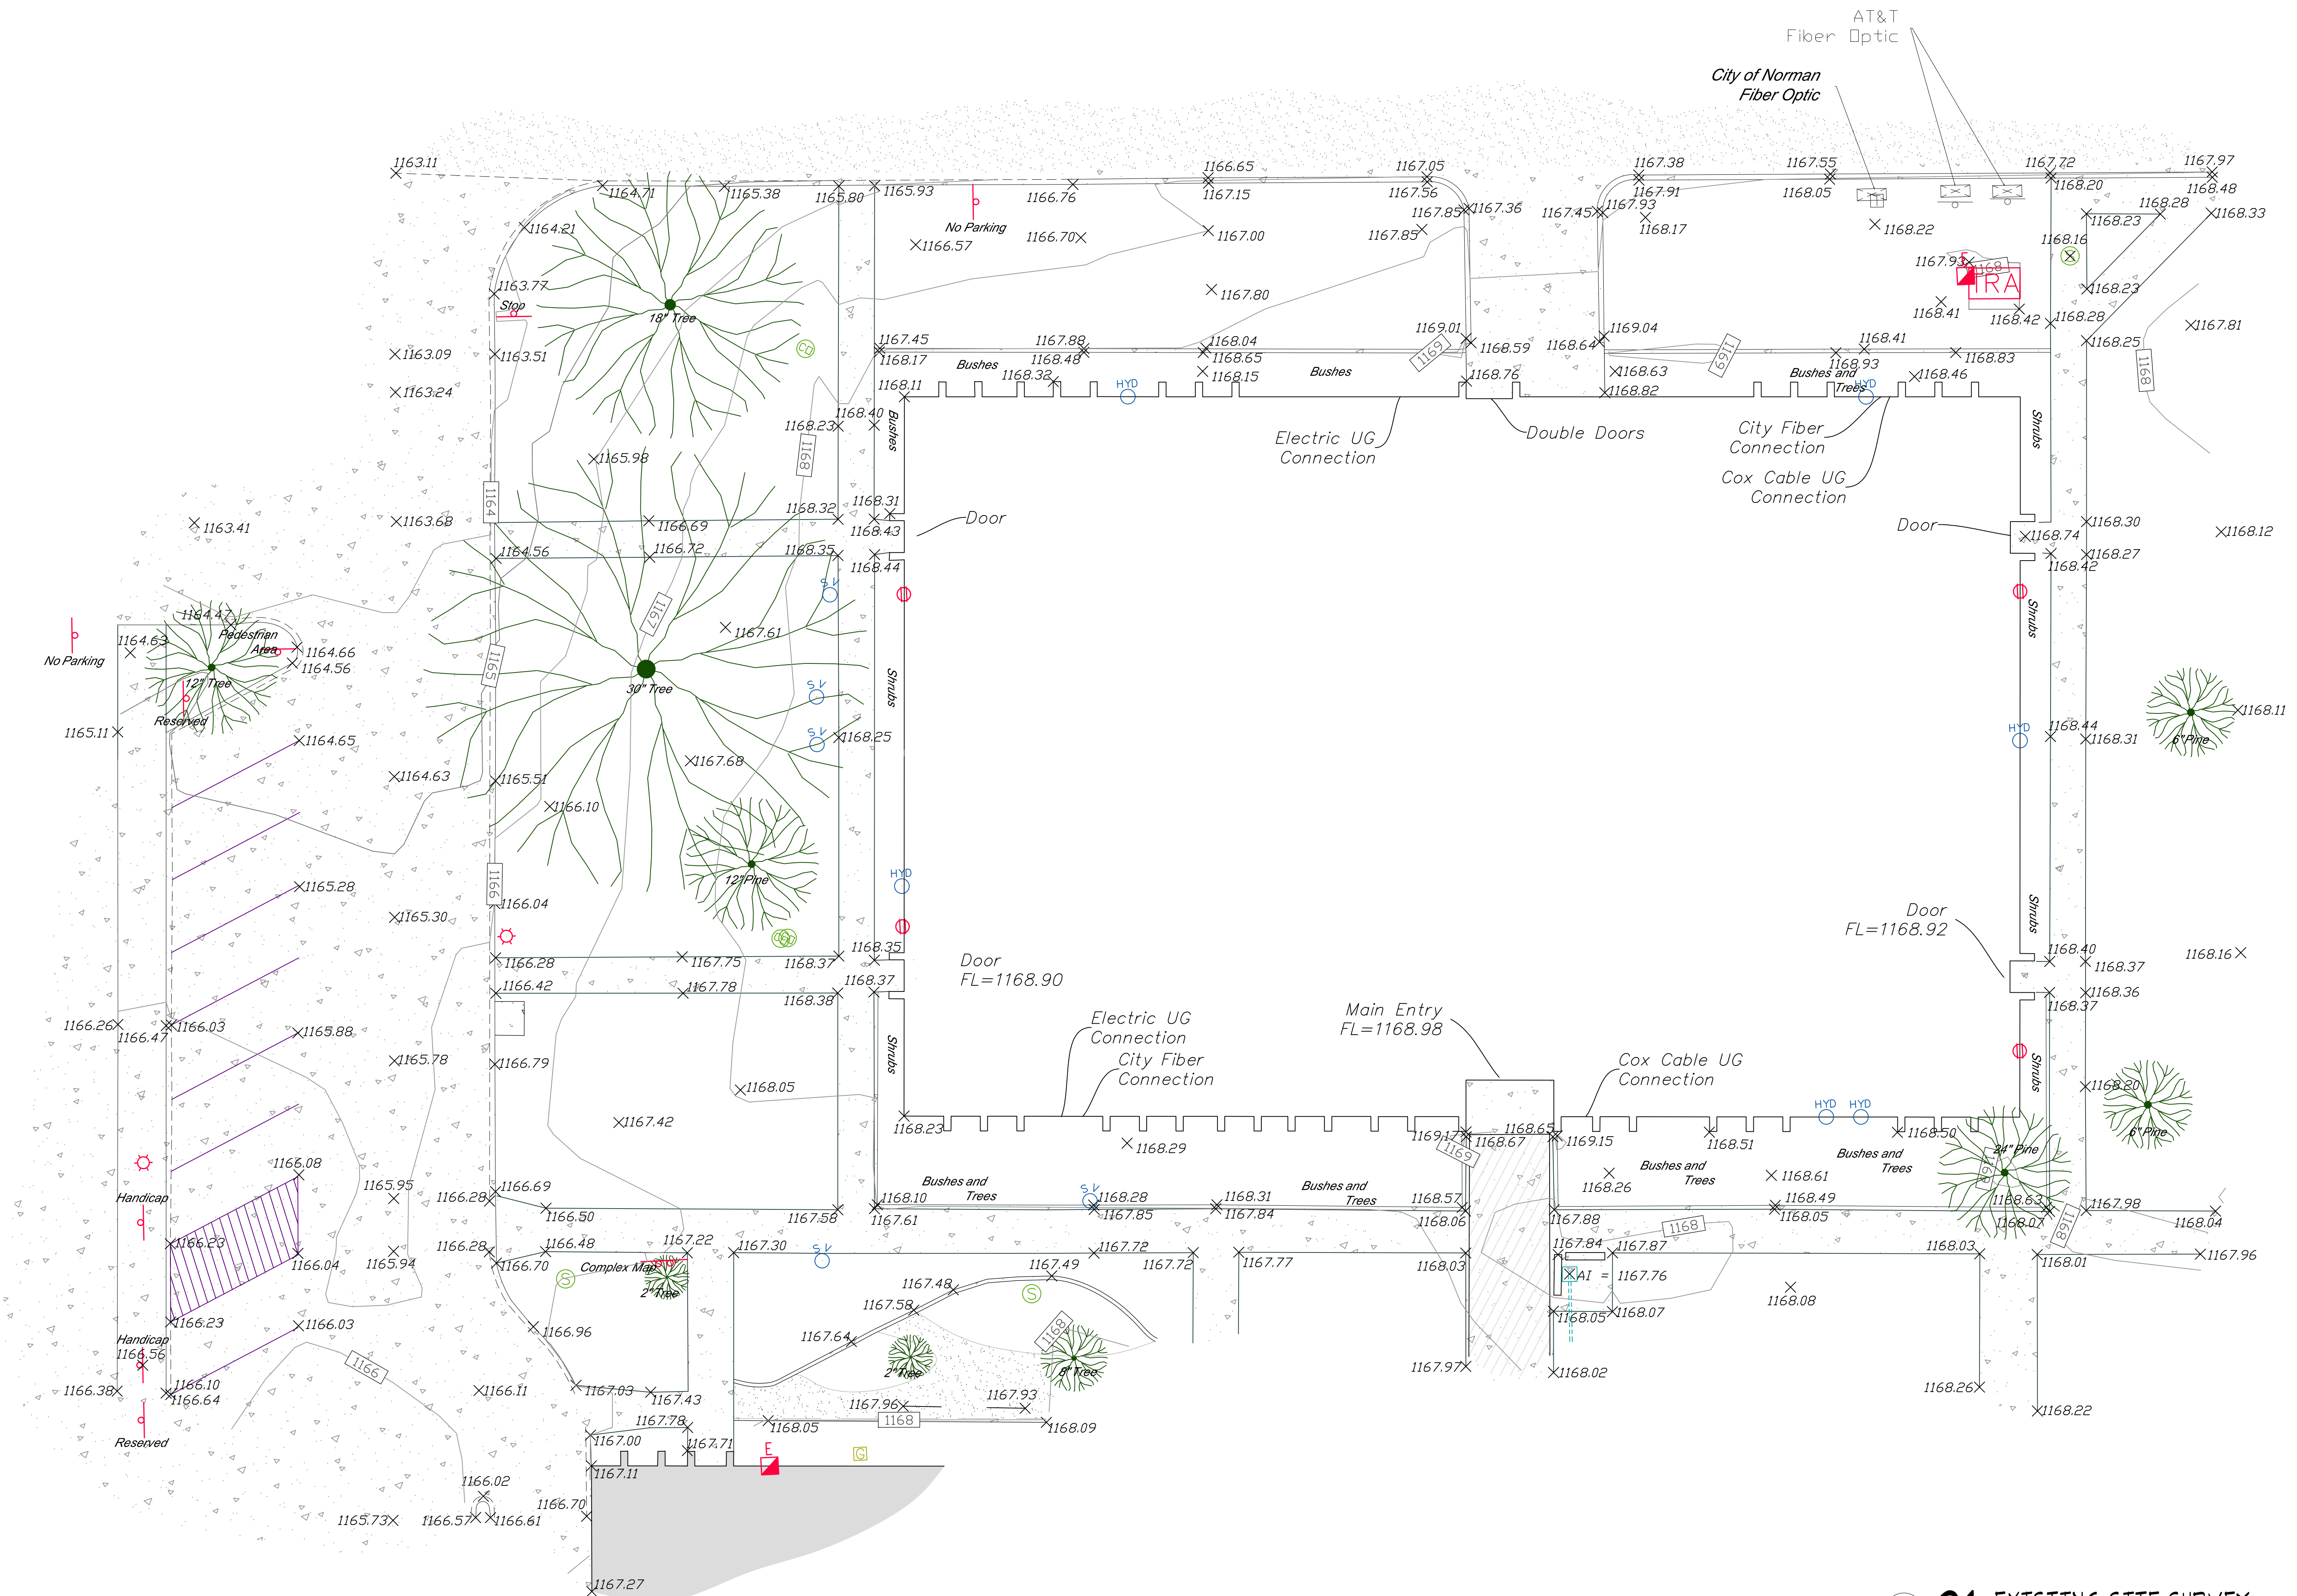 AT&T
Fiber Optic
City of Norman
Fiber Optic
1163.11
1164.71
1165.38
1165.80
1165.93
1166.76
1166.65
1167.15
1167.05
1167.56
1167.38
1167.91
1167.55
1168.05
1167.72
1168.20
1167.97
1168.48
1164.21
No Parking
1166.57
1166.70
1167.00
1167.85
1167.85
1167.36
1167.45
1167.93
1168.17
1168.22
1168.23
1168.28
1168.33
1168.16
1163.77
Stop
18" Tree
CO
1167.80
1167.93
E
1168
TRA
1168.41
1168.42
1168.23
1168.28
1168.25
1167.81
1168
1163.09
1163.51
1163.24
1167.45
1168.17
Bushes
1167.88
1168.48
1168.04
1168.65
1168.32
1168.15
Bushes
1169.01
1169
1168.59
1168.76
1169.04
1168.64
1168.63
1168.82
1169
1168.41
1168.93
1168.83
Bushes and
Trees
1168.46
HYD
HYD
1168.11
1168.40
1168.23
Bushes
1168
Electric UG
Connection
Double Doors
City Fiber
Connection
Cox Cable UG
Connection
Shrubs
1165.98
1164
1163.41
1163.68
1166.69
1168.32
1168.31
1168.43
Door
Door
1168.74
1168.30
1168.27
1168.42
1168.12
1164.56
1166.72
1168.35
1168.44
SV
1167
1167.61
1164.47
1164.63
Pedestrian
Area
1164.66
1164.56
No Parking
12" Tree
Reserved
1165
30" Tree
SV
SV
Shrubs
Shrubs
1165.11
1164.65
1164.63
1165.51
1167.68
1168.25
1166.10
HYD
1168.44
1168.31
6" Pine
1168.11
12" Pine
1165.28
1165.30
1166
1166.04
HYD
Shrubs
1166.28
1167.75
1168.37
1168.35
Door
FL=1168.90
Door
FL=1168.92
1168.40
1168.37
1168.16
1166.42
1167.78
1168.38
1168.37
1168.36
1168.37
1166.26
1166.47
1166.03
1165.88
1165.78
1166.79
1168.05
Shrubs
Electric UG
Connection
City Fiber
Connection
Main Entry
FL=1168.98
Cox Cable UG
Connection
Shrubs
1168.20
6" Pine
1167.42
1168.23
1168.29
1169.17
1169
1168.67
1168.65
1169.15
1168.51
HYD
HYD
1168.50
24" Pine
Handicap
1166.08
1165.95
1166.28
1166.69
1166.50
1167.58
1168.10
1167.61
Bushes and
Trees
SV
1168.28
1167.85
1168.31
1167.84
Bushes and
Trees
1168.57
1168.06
1168.26
Bushes and
Trees
1168.61
1168.49
1168.05
Bushes and
Trees
1168.63
1168.07
1168
1167.98
1168.04
1167.88
1166.23
1166.04
1165.94
1166.28
1166.48
1166.70
1167.22
1167.30
SV
1167.72
1167.72
1167.77
1168.03
1167.84
1167.87
1168
1168.03
1168.01
1167.96
Complex Map
2" Tree
S
S
1167.49
1167.48
1167.58
1167.64
AI = 1167.76
1168.08
1168.05
1168.07
1166.23
1166.03
1166.96
Handicap
1166.56
1166
1168
2" Tree
8" Tree
1167.97
1168.02
1166.38
1166.10
1166.64
1166.11
1167.03
1167.43
1167.96
1167.93
1168
1168.26
1168.22
Reserved
1167.78
1168.05
1168.09
1167.00
1167.71
E
G
1167.11
1166.02
1166.70
1165.73
1166.57
1166.61
1167.27
01 EXISTING SITE SURVEY